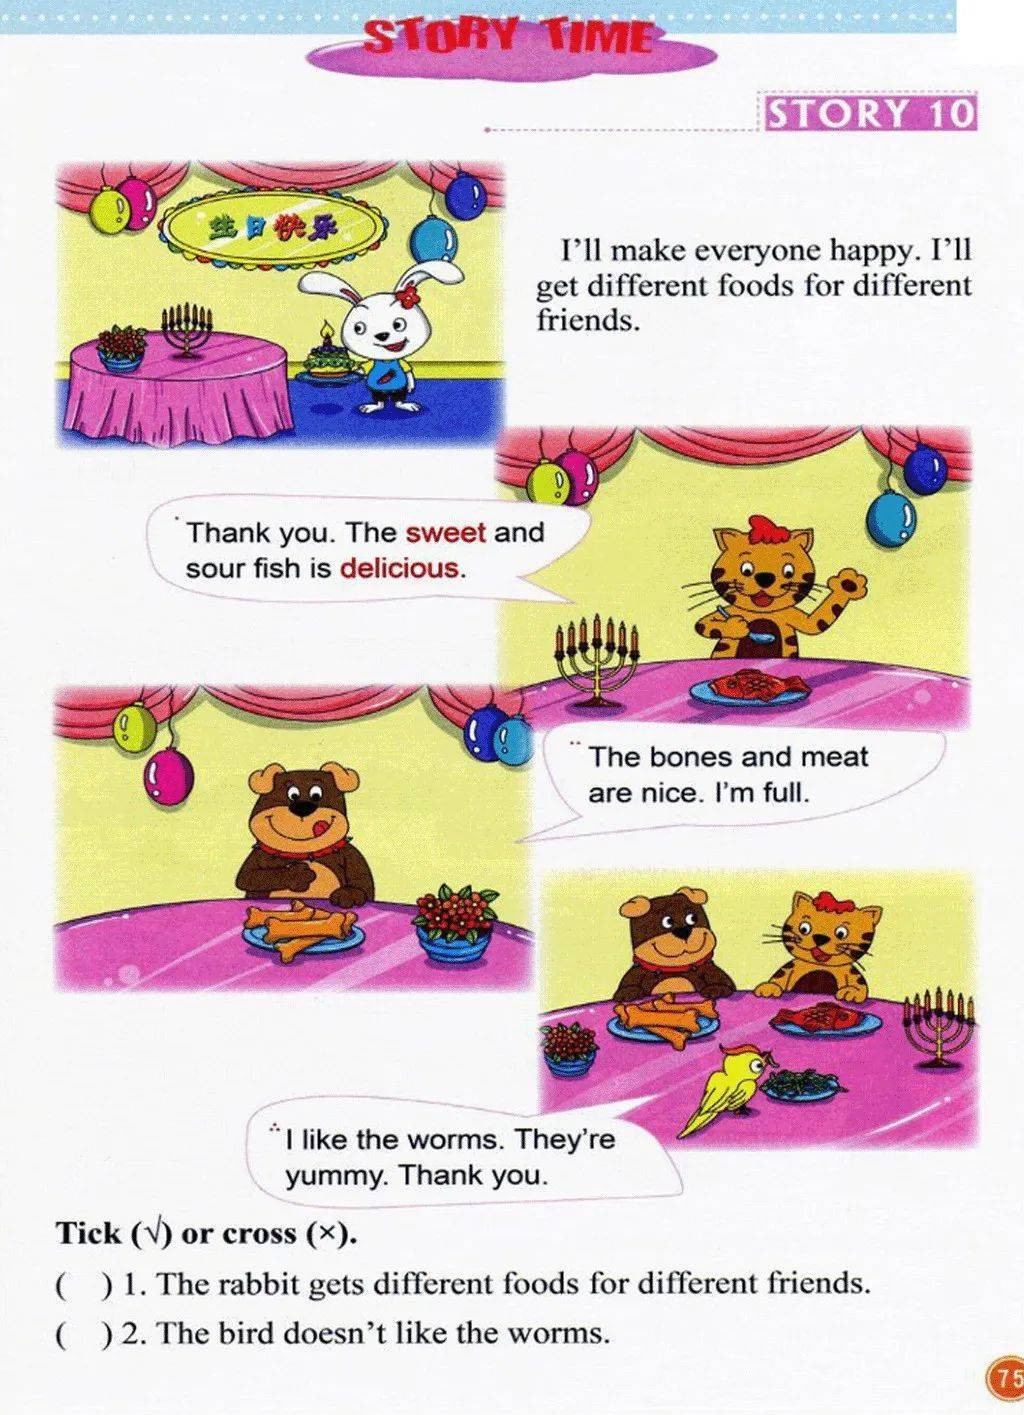 STORY TIME
STORY 10
生日快乐
I'll make everyone happy. I'll
get different foods for different
friends.
Thank you. The sweet and
sour fish is delicious.
The bones and meat
are nice. I'm full.
I like the worms. They're
yummy. Thank you.
Tick (√) or cross (×).
(    ) 1. The rabbit gets different foods for different friends.
(    ) 2. The bird doesn't like the worms.
75